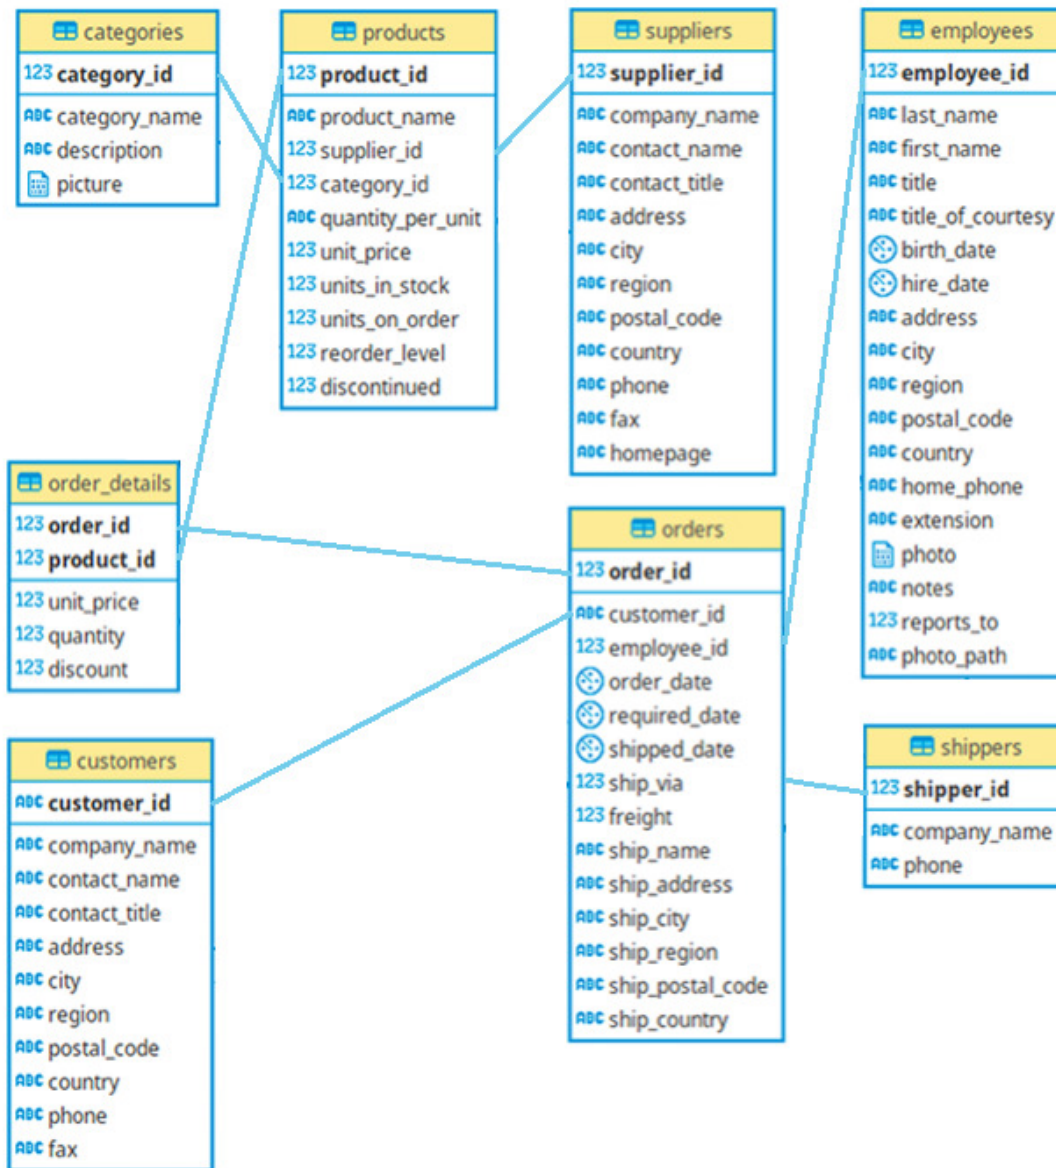 categories
123 category_id
ABC category_name
ABC description
picture
products
123 product_id
ABC product_name
123 supplier_id
123 category_id
ABC quantity_per_unit
123 unit_price
123 units_in_stock
123 units_on_order
123 reorder_level
123 discontinued
suppliers
123 supplier_id
ABC company_name
ABC contact_name
ABC contact_title
ABC address
ABC city
ABC region
ABC postal_code
ABC country
ABC phone
ABC fax
ABC homepage
employees
123 employee_id
ABC last_name
ABC first_name
ABC title
ABC title_of_courtesy
birth_date
hire_date
ABC address
ABC city
ABC region
ABC postal_code
ABC country
ABC home_phone
ABC extension
photo
ABC notes
123 reports_to
ABC photo_path
order_details
123 order_id
123 product_id
123 unit_price
123 quantity
123 discount
orders
123 order_id
ABC customer_id
123 employee_id
order_date
required_date
shipped_date
123 ship_via
123 freight
ABC ship_name
ABC ship_address
ABC ship_city
ABC ship_region
ABC ship_postal_code
ABC ship_country
customers
ABC customer_id
ABC company_name
ABC contact_name
ABC contact_title
ABC address
ABC city
ABC region
ABC postal_code
ABC country
ABC phone
ABC fax
shippers
123 shipper_id
ABC company_name
ABC phone